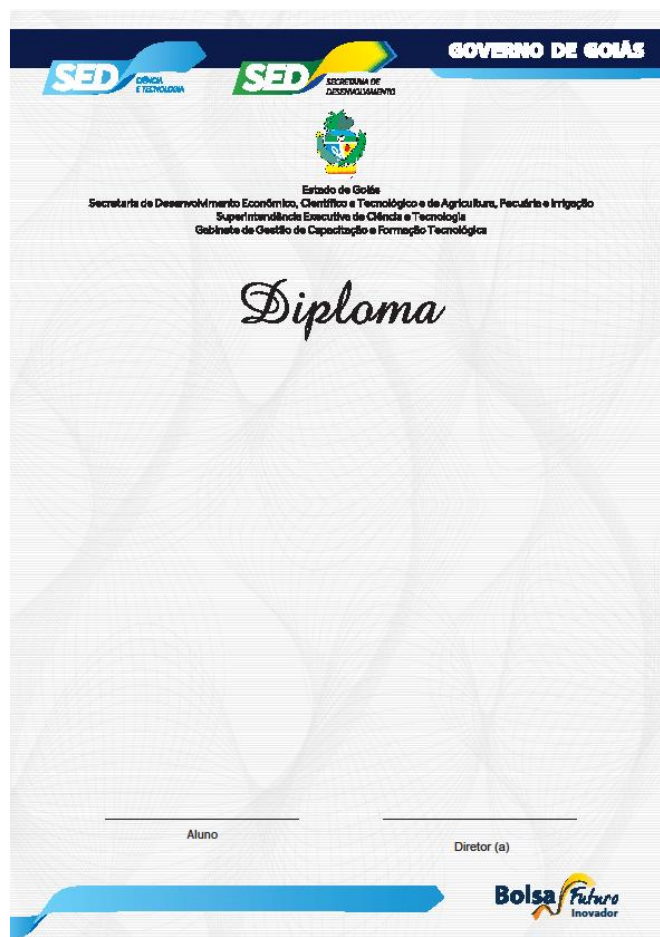 GOVERNO DE GOIÁS
SED CIÊNCIA
E TECNOLOGIA
SED SECRETARIA DE
DESENVOLVIMENTO
Estado de Goiás
Secretaria de Desenvolvimento Econômico, Científico e Tecnológico e de Agricultura, Pecuária e Irrigação
Superintendência Executiva de Ciência e Tecnologia
Gabinete de Gestão de Capacitação e Formação Tecnológica
Diploma
Aluno
Diretor (a)
Bolsa Futuro
Inovador